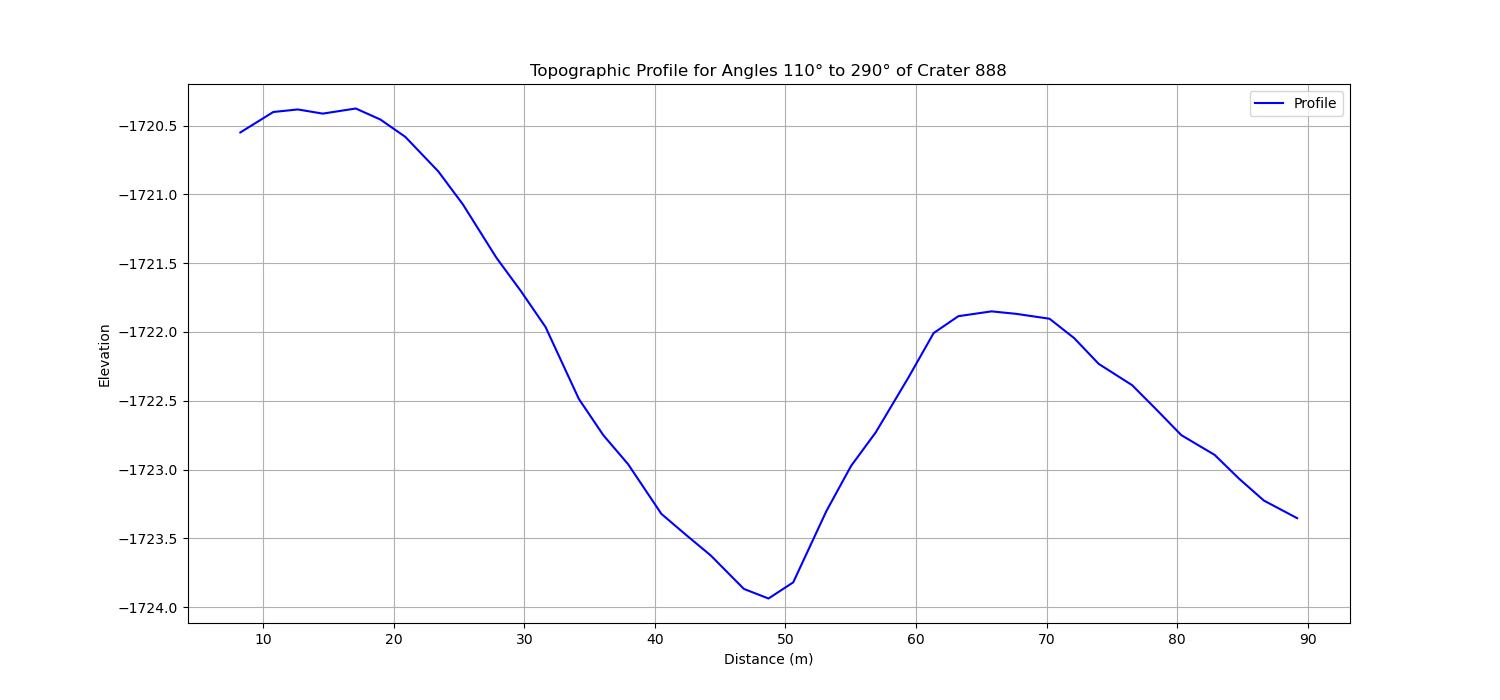 Topographic Profile for Angles 110° to 290° of Crater 888
Profile
−1720.5
−1721.0
−1721.5
−1722.0
−1722.5
−1723.0
−1723.5
−1724.0
Elevation
10 20 30 40 50 60 70 80 90
Distance (m)